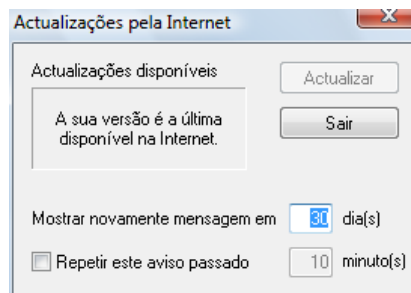 Actualizações pela Internet
Actualizações disponíveis
Actualizar
A sua versão é a última
disponível na Internet.
Sair
Mostrar novamente mensagem em 30 dia(s)
Repetir este aviso passado 10 minuto(s)